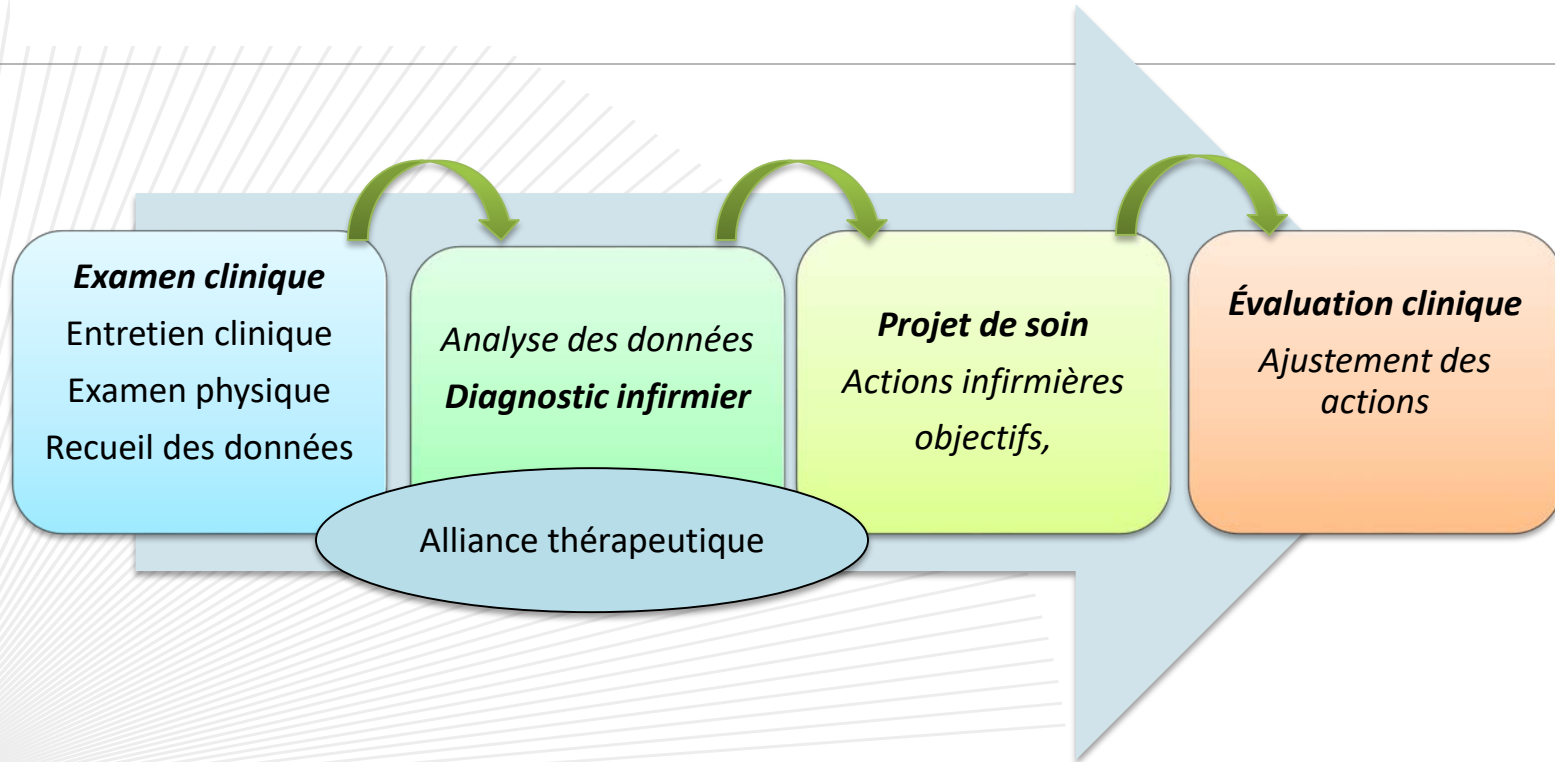 Examen clinique
Entretien clinique
Examen physique
Recueil des données
Analyse des données
Diagnostic infirmier
Projet de soin
Actions infirmières
objectifs,
Évaluation clinique
Ajustement des
actions
Alliance thérapeutique